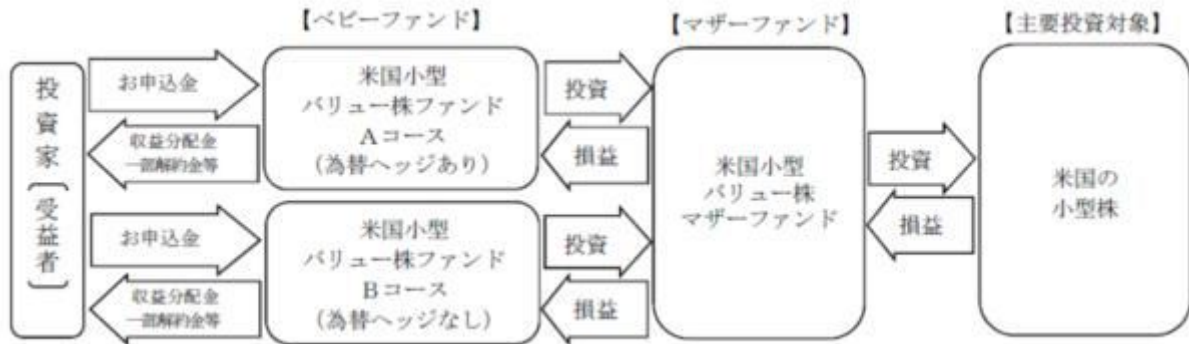 【ベビーファンド】
【マザーファンド】
【主要投資対象】
投資家〔受益者〕
お申込金
収益分配金
一部解約金等
米国小型
バリュー株ファンド
Aコース
(為替ヘッジあり)
投資
損益
お申込金
収益分配金
一部解約金等
米国小型
バリュー株ファンド
Bコース
(為替ヘッジなし)
投資
損益
米国小型
バリュー株
マザーファンド
投資
損益
米国の
小型株